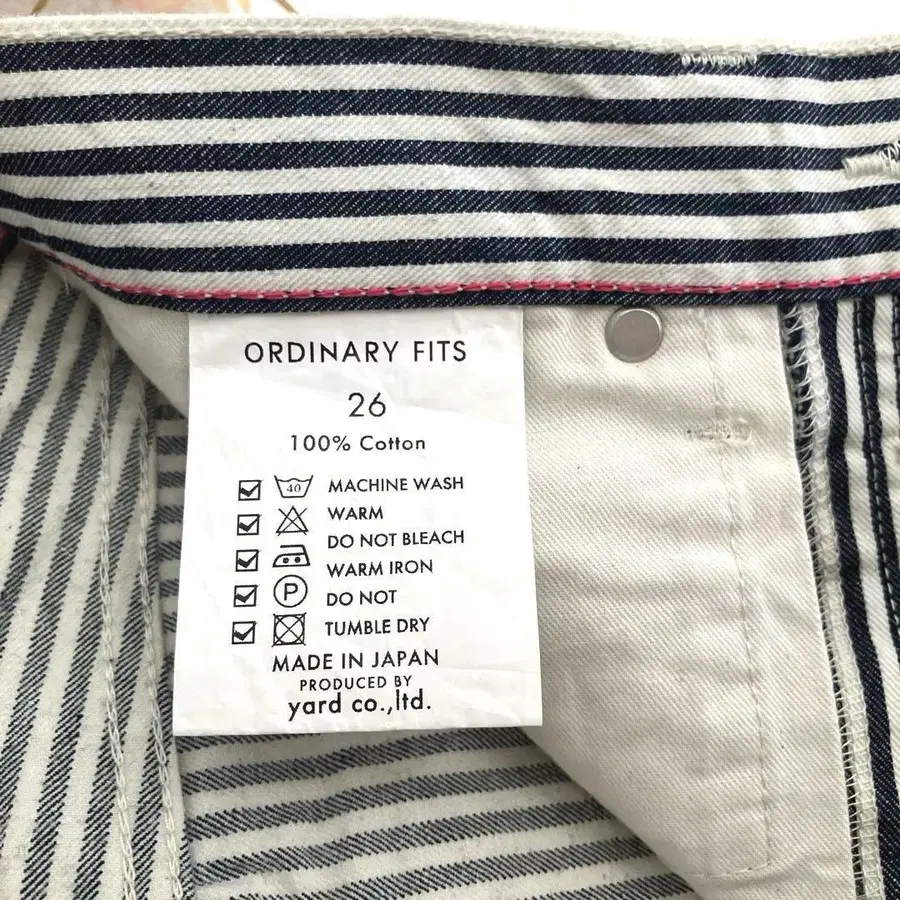 ORDINARY FITS
26
100% Cotton
40 MACHINE WASH
WARM
DO NOT BLEACH
WARM IRON
P DO NOT
TUMBLE DRY
MADE IN JAPAN
PRODUCED BY
yard co.,ltd.